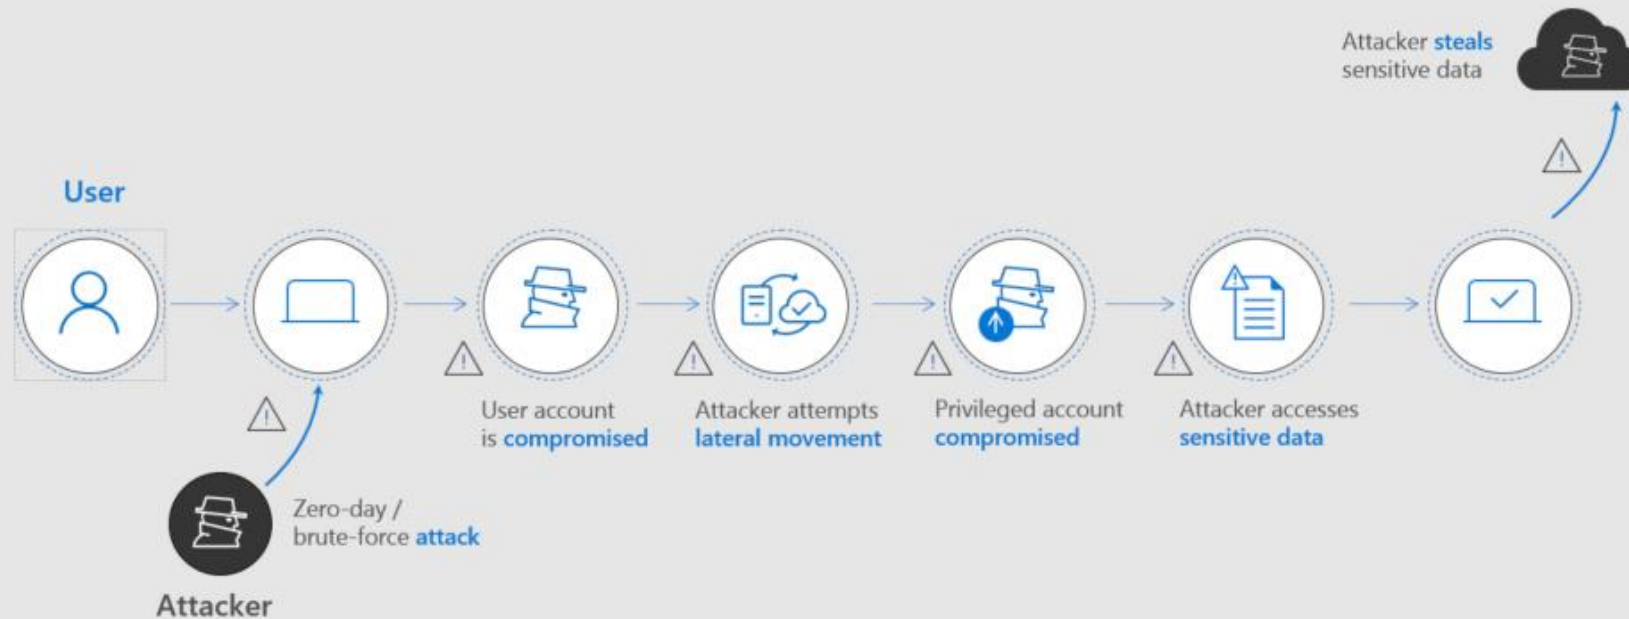 Attacker steals
sensitive data
User
User account
is compromised
Attacker attempts
lateral movement
Privileged account
compromised
Attacker accesses
sensitive data
Zero-day /
brute-force attack
Attacker